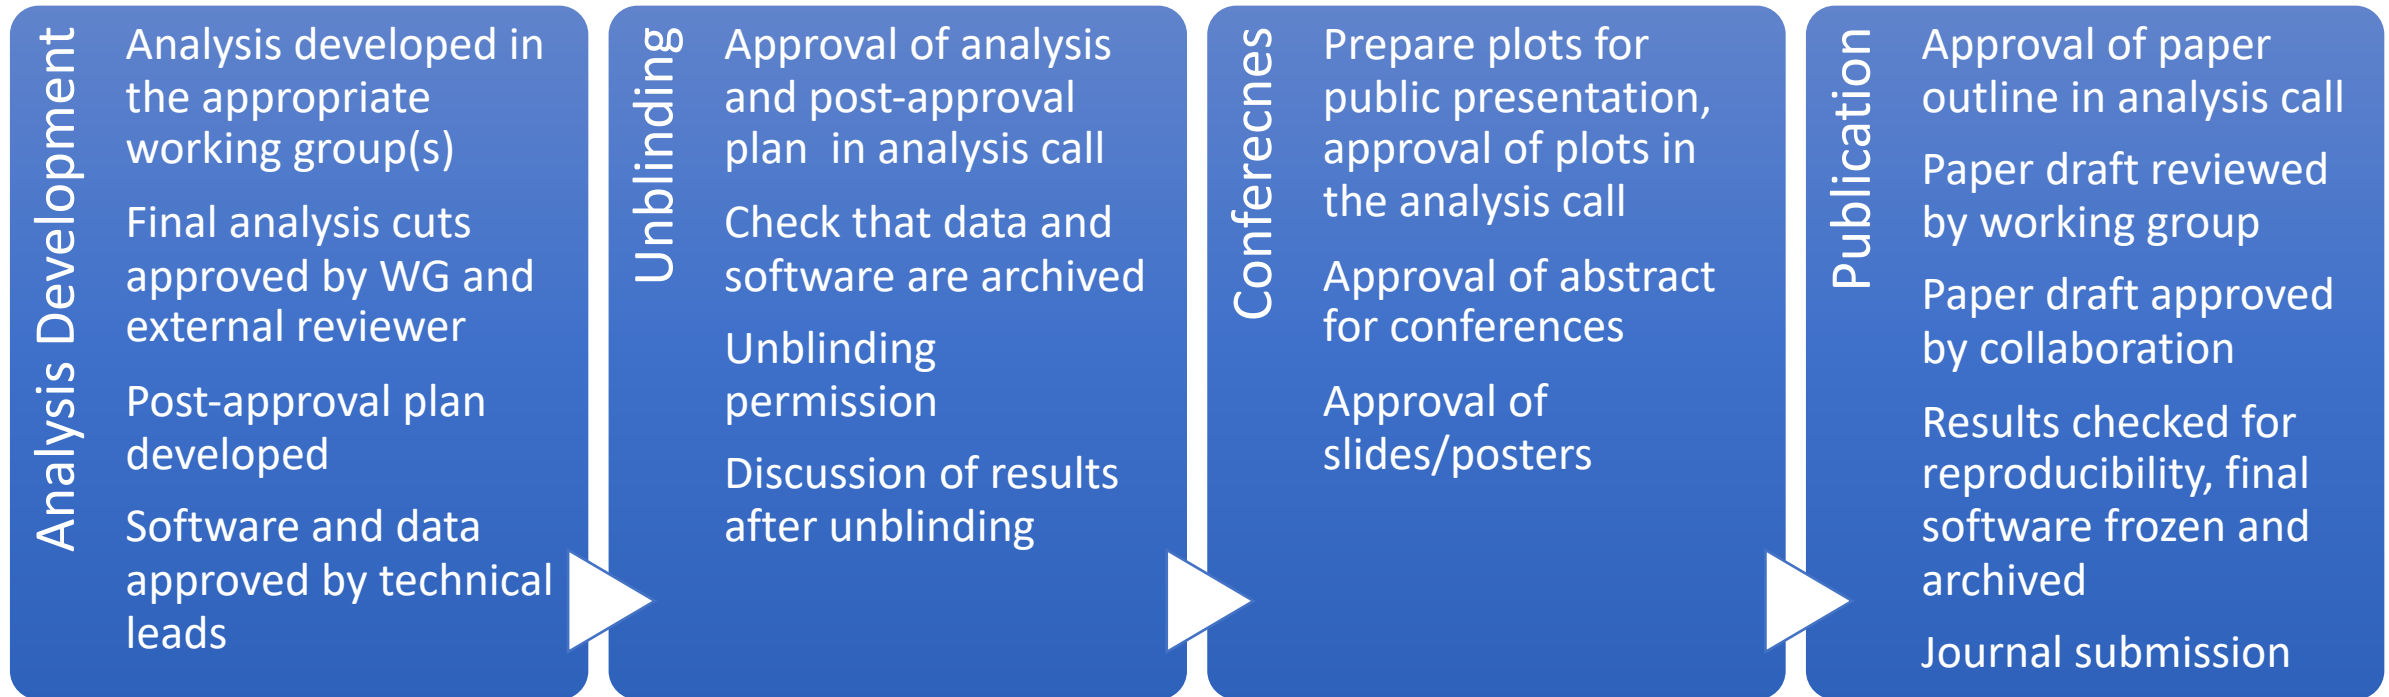 Analysis Development
Analysis developed in
the appropriate
working group(s)
Final analysis cuts
approved by WG and
external reviewer
Post-approval plan
developed
Software and data
approved by technical
leads
Unblinding
Approval of analysis
and post-approval
plan  in analysis call
Check that data and
software are archived
Unblinding
permission
Discussion of results
after unblinding
Conferecnes
Prepare plots for
public presentation,
approval of plots in
the analysis call
Approval of abstract
for conferences
Approval of
slides/posters
Publication
Approval of paper
outline in analysis call
Paper draft reviewed
by working group
Paper draft approved
by collaboration
Results checked for
reproducibility, final
software frozen and
archived
Journal submission